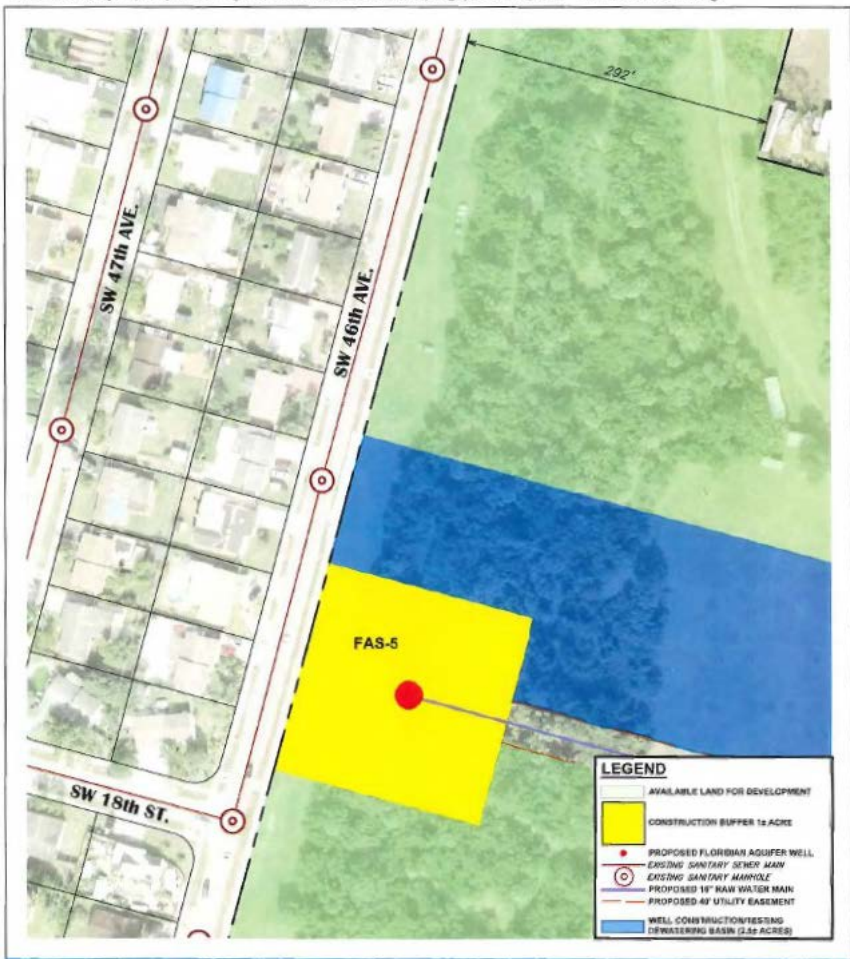 292'
SW 47th AVE.
SW 46th AVE.
FAS-5
SW 18th ST.
LEGEND
AVAILABLE LAND FOR DEVELOPMENT
CONSTRUCTION BUFFER 1± ACRE
PROPOSED FLORIDIAN AQUIFER WELL
EXISTING SANITARY SEWER MAIN
EXISTING SANITARY MANHOLE
PROPOSED 16" RAW WATER MAIN
PROPOSED 40' UTILITY EASEMENT
WELL CONSTRUCTION/TESTING
DEWATERING BASIN (2.5± ACRES)